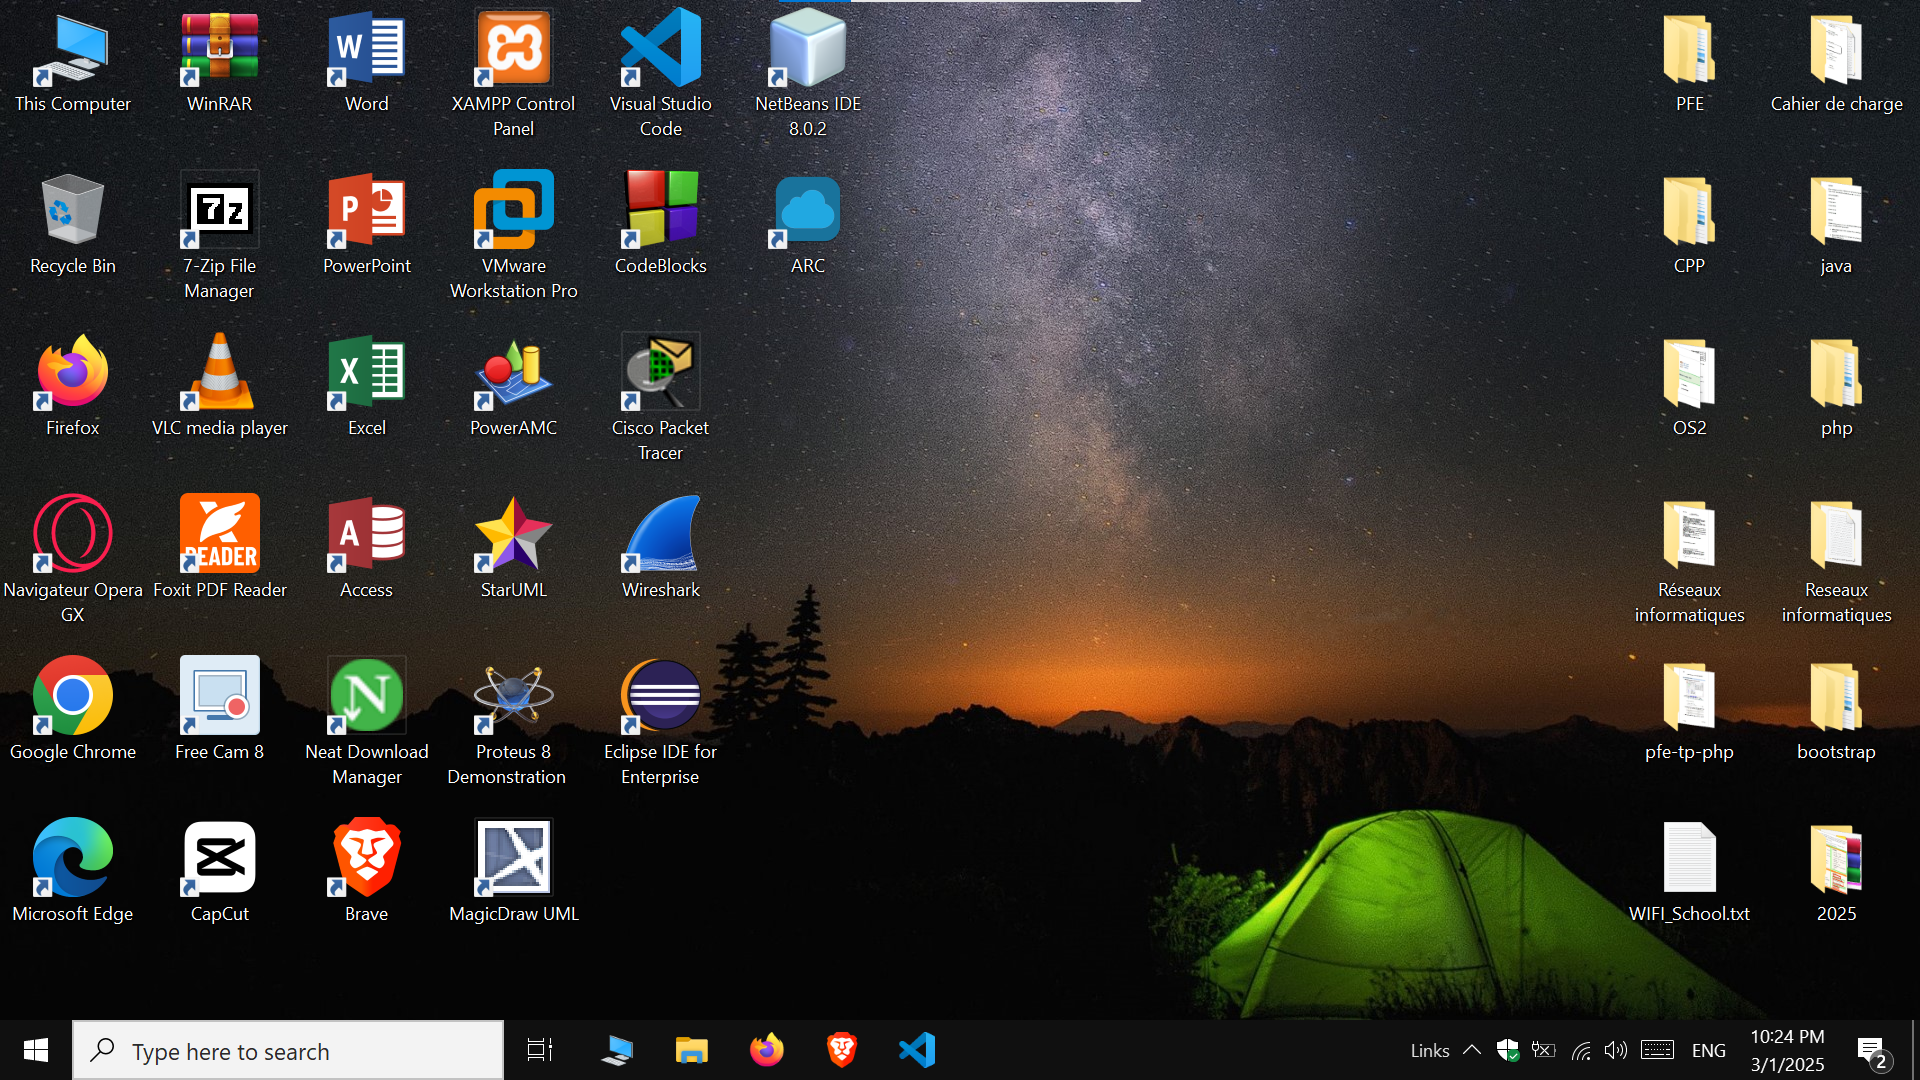 This Computer
WinRAR
Word
XAMPP Control
Panel
Visual Studio
Code
NetBeans IDE
8.0.2
PFE
Cahier de charge
Recycle Bin
7-Zip File
Manager
PowerPoint
VMware
Workstation Pro
CodeBlocks
ARC
CPP
java
Firefox
VLC media player
Excel
PowerAMC
Cisco Packet
Tracer
OS2
php
Navigateur Opera
GX
READER
Foxit PDF Reader
Access
StarUML
Wireshark
Réseaux
informatiques
Reseaux
informatiques
Google Chrome
Free Cam 8
Neat Download
Manager
Proteus 8
Demonstration
Eclipse IDE for
Enterprise
pfe-tp-php
bootstrap
Microsoft Edge
CapCut
Brave
MagicDraw UML
WIFI_School.txt
2025
Type here to search
Links
ENG
10:24 PM
3/1/2025
2